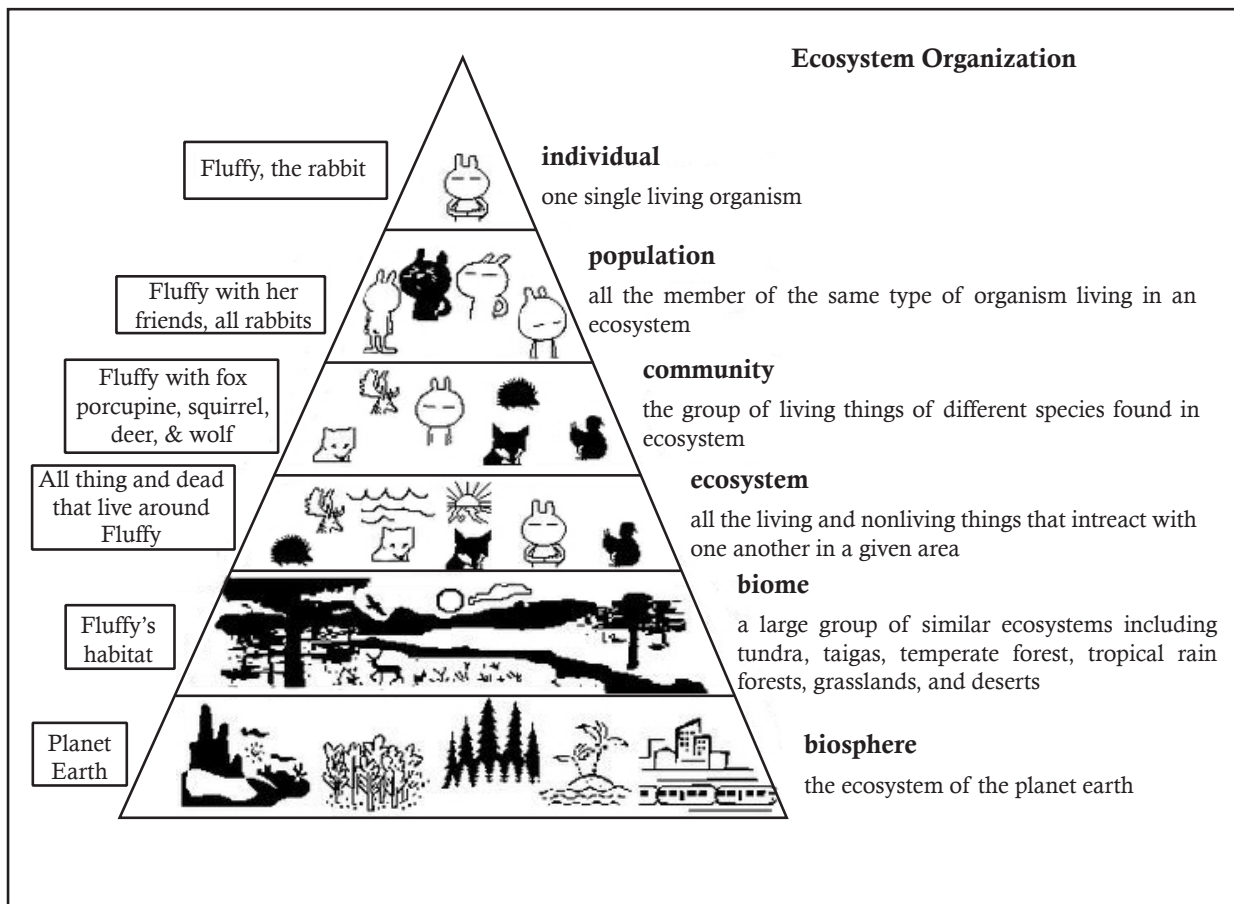 Ecosystem Organization
Fluffy, the rabbit
individual
one single living organism
population
all the member of the same type of organism living in an
ecosystem
Fluffy with her
friends, all rabbits
community
the group of living things of different species found in
ecosystem
Fluffy with fox
porcupine, squirrel,
deer, & wolf
ecosystem
all the living and nonliving things that intreact with
one another in a given area
All thing and dead
that live around
Fluffy
biome
a large group of similar ecosystems including
tundra, taigas, temperate forest, tropical rain
forests, grasslands, and deserts
Fluffy's
habitat
biosphere
the ecosystem of the planet earth
Planet
Earth